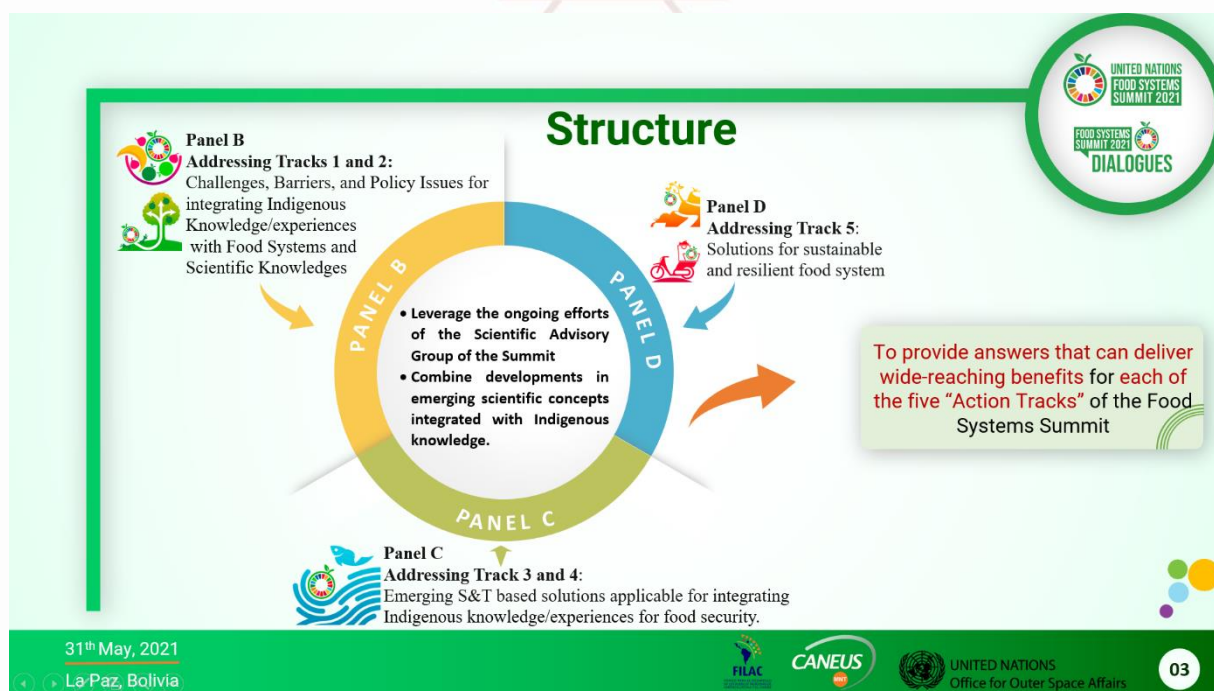 Structure
UNITED NATIONS
FOOD SYSTEMS
SUMMIT 2021
FOOD SYSTEMS
SUMMIT 2021
DIALOGUES
Panel B
Addressing Tracks 1 and 2:
Challenges, Barriers, and Policy Issues for
integrating Indigenous
Knowledge/experiences
with Food Systems and
Scientific Knowledges
Panel D
Addressing Track 5:
Solutions for sustainable
and resilient food system
PANEL B
PANEL D
• Leverage the ongoing efforts
of the Scientific Advisory
Group of the Summit
• Combine developments in
emerging scientific concepts
integrated with Indigenous
knowledge.
To provide answers that can deliver
wide-reaching benefits for each of
the five “Action Tracks” of the Food
Systems Summit
PANEL C
Panel C
Addressing Track 3 and 4:
Emerging S&T based solutions applicable for integrating
Indigenous knowledge/experiences for food security.
31th May, 2021
La Paz, Bolivia
FILAC
CANEUS
UNITED NATIONS
Office for Outer Space Affairs
03